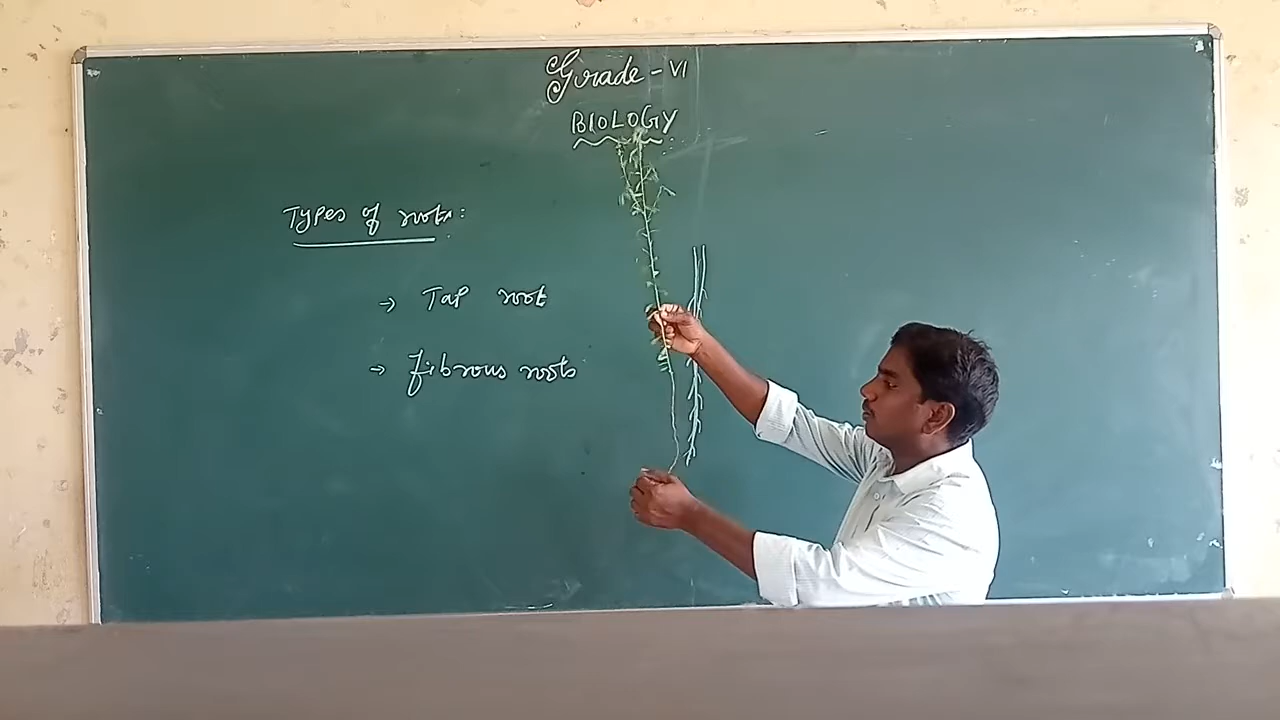 Grade - VI
BIOLOGY
Types of roots:
→ Tap root
→ fibrous roots